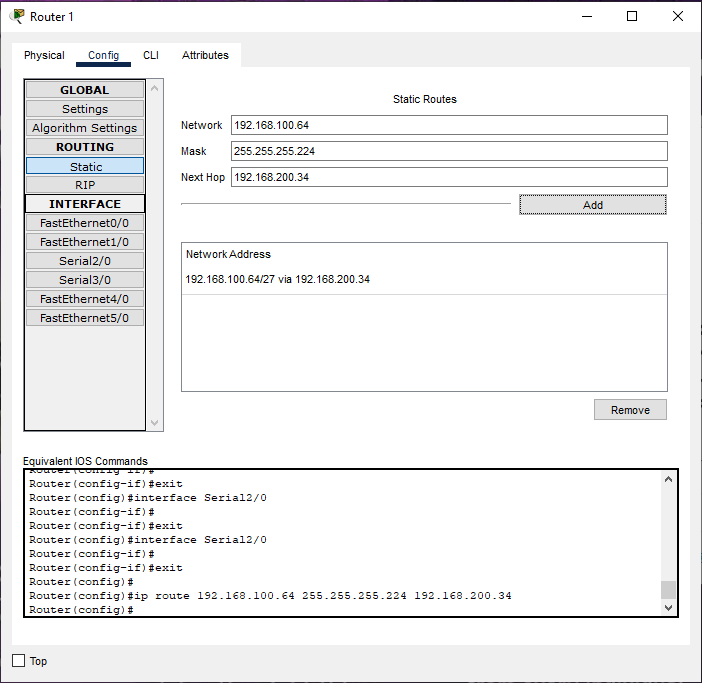 Router 1
Physical Config CLI Attributes
GLOBAL
Settings
Algorithm Settings
ROUTING
Static
RIP
INTERFACE
FastEthernet0/0
FastEthernet1/0
Serial2/0
Serial3/0
FastEthernet4/0
FastEthernet5/0
Static Routes
Network 192.168.100.64
Mask 255.255.255.224
Next Hop 192.168.200.34
Add
Network Address
192.168.100.64/27 via 192.168.200.34
Remove
Equivalent IOS Commands
Router(config-if)#
Router(config-if)#exit
Router(config)#interface Serial2/0
Router(config-if)#
Router(config-if)#exit
Router(config)#interface Serial2/0
Router(config-if)#
Router(config-if)#exit
Router(config)#
Router(config)#ip route 192.168.100.64 255.255.255.224 192.168.200.34
Router(config)#
Top